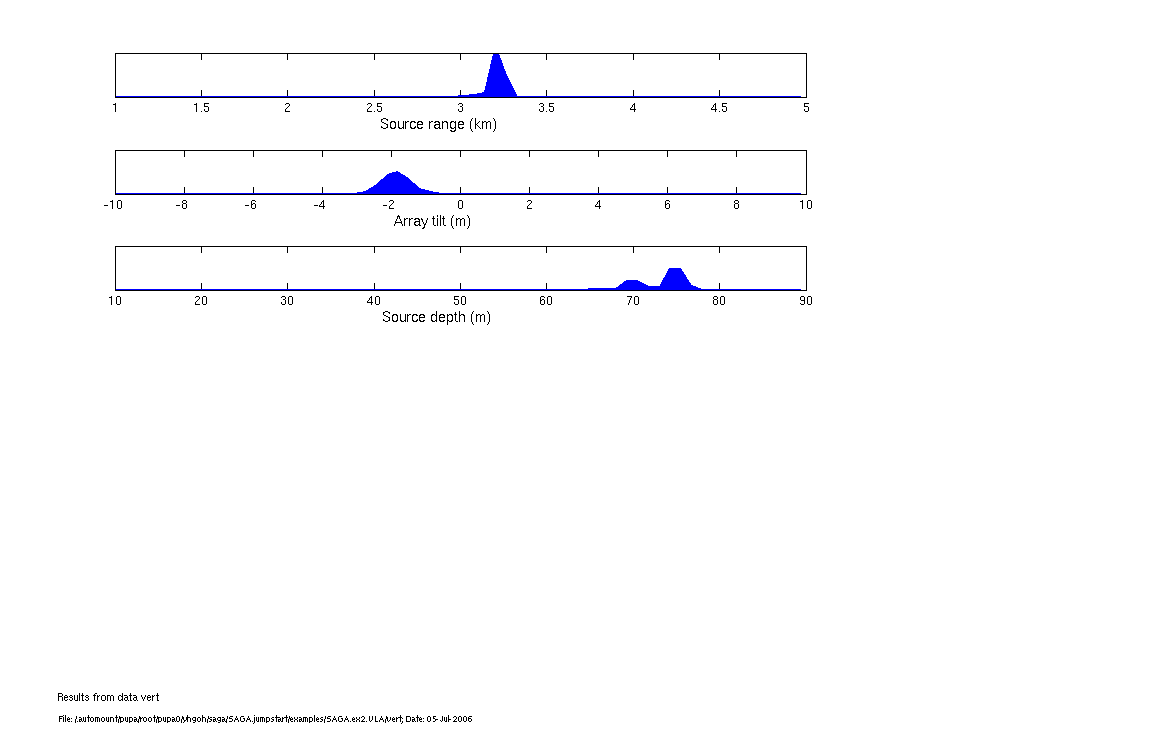 1 1.5 2 2.5 3 3.5 4 4.5 5
Source range (km)
-10 -8 -6 -4 -2 0 2 4 6 8 10
Array tilt (m)
10 20 30 40 50 60 70 80 90
Source depth (m)
Results from data vert
File: /.automount/pupa/root/pupa0/vhgoh/saga/SAGA.jumpstart/examples/SAGA.ex2.VLA/vert; Date: 05-Jul-2006